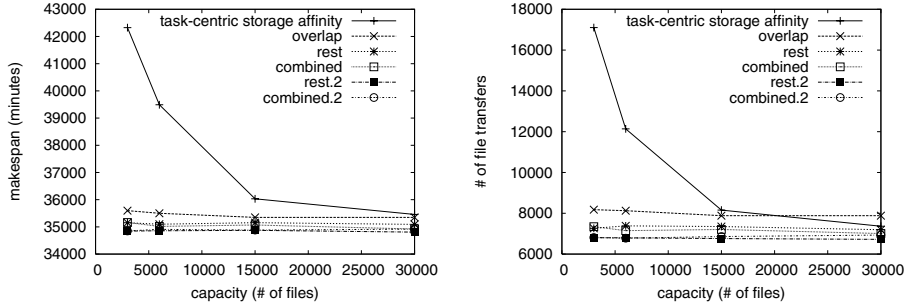 43000
42000
41000
40000
39000
38000
37000
36000
35000
34000
makespan (minutes)
task-centric storage affinity
overlap
rest
combined
rest.2
combined.2
0 5000 10000 15000 20000 25000 30000
capacity (# of files)
18000
16000
14000
12000
10000
8000
6000
# of file transfers
task-centric storage affinity
overlap
rest
combined
rest.2
combined.2
0 5000 10000 15000 20000 25000 30000
capacity (# of files)